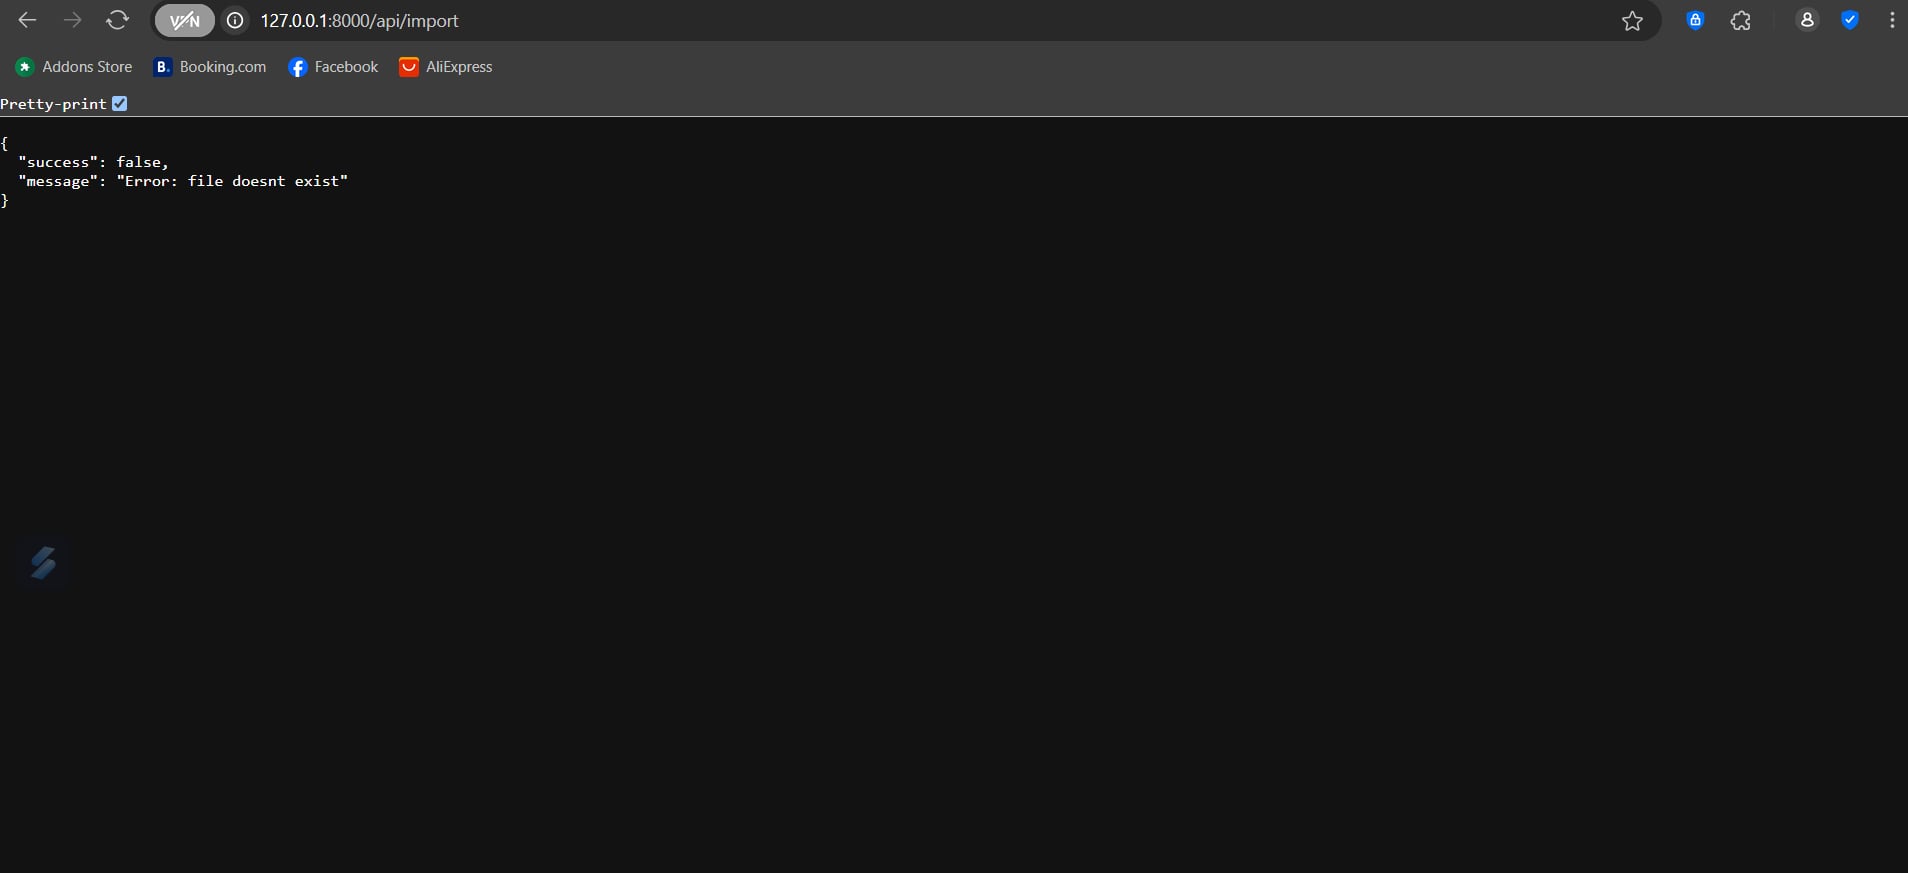 VPN 127.0.0.1:8000/api/import
Addons Store B. Booking.com Facebook AliExpress
Pretty-print
{
"success": false,
"message": "Error: file doesnt exist"
}